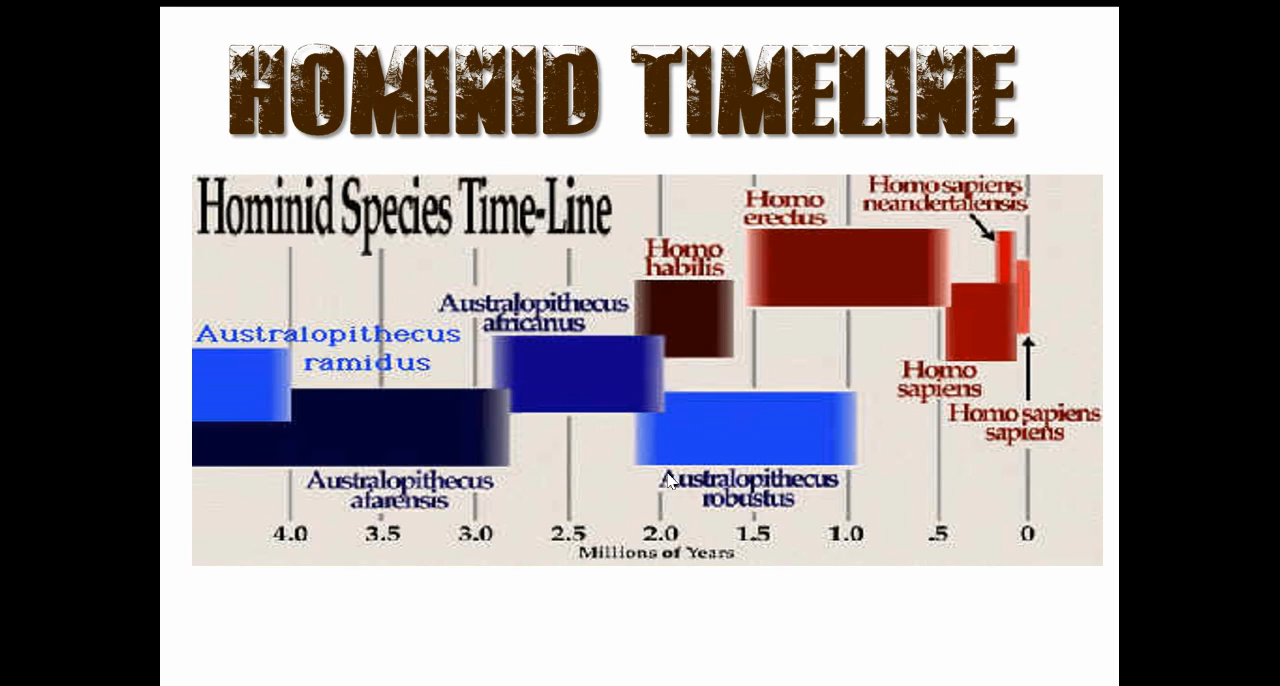 HOMINID TIMELINE
Hominid Species Time-Line
Homo sapiens
neandertalensis
Homo
erectus
Homo
habilis
Australopithecus
africanus
Australopithecus
ramidus
Homo
sapiens
Homo sapiens
sapiens
Australopithecus
afarensis
Australopithecus
robustus
4.0 3.5 3.0 2.5 2.0 1.5 1.0 .5 0
Millions of Years